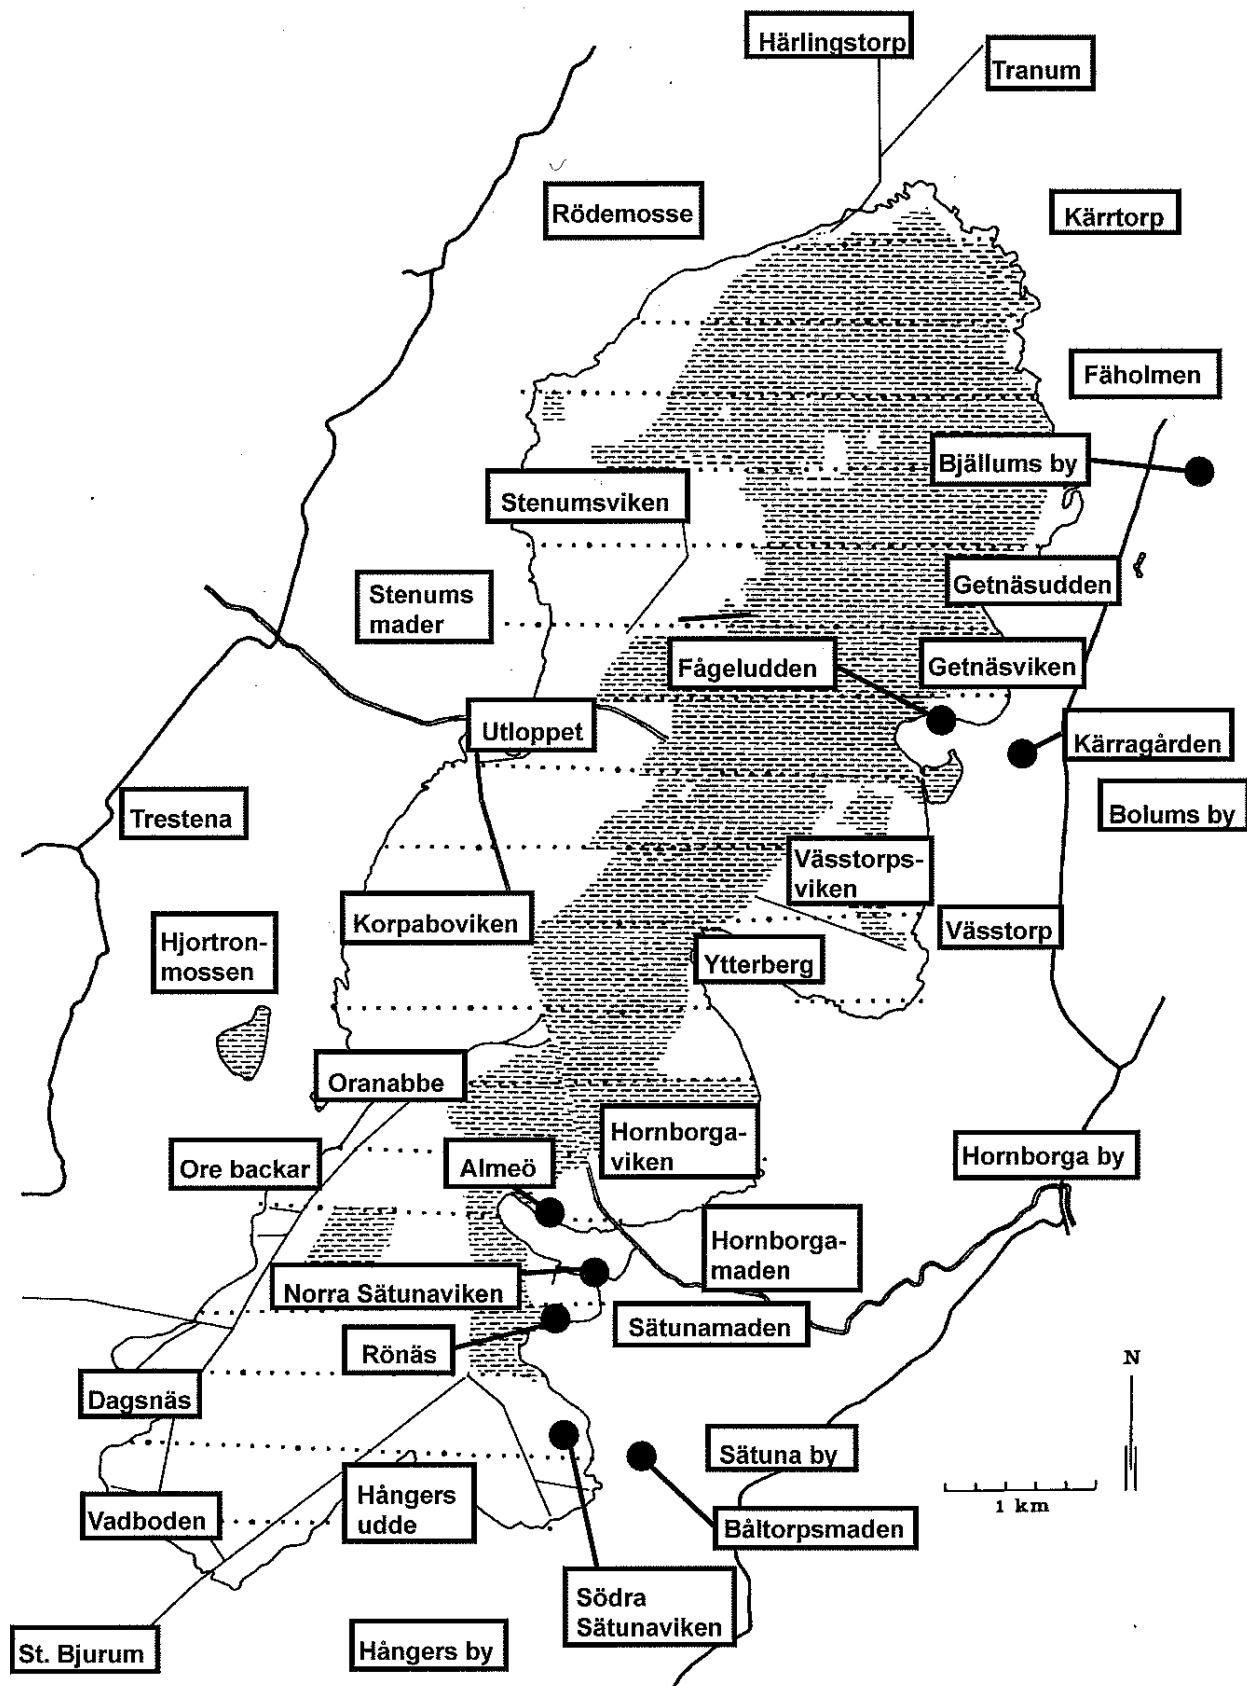 Härlingstorp
Tranum
Rödemosse
Kärrtorp
Fäholmen
Bjällums by
Stenumsviken
Getnäsudden
Stenums
mader
Fågeludden
Getnäsviken
Utloppet
Kärragården
Trestena
Bolums by
Vässtorps-
viken
Korpaboviken
Vässtorp
Hjortron-
mossen
Ytterberg
Oranabbe
Hornborga-
viken
Ore backar
Almeö
Hornborga by
Hornborga-
maden
Norra Sätunaviken
Sätunamaden
Rönäs
N
Dagsnäs
Sätuna by
1 km
Hångers
udde
Vadboden
Båltorpsmaden
Södra
Sätunaviken
St. Bjurum
Hångers by